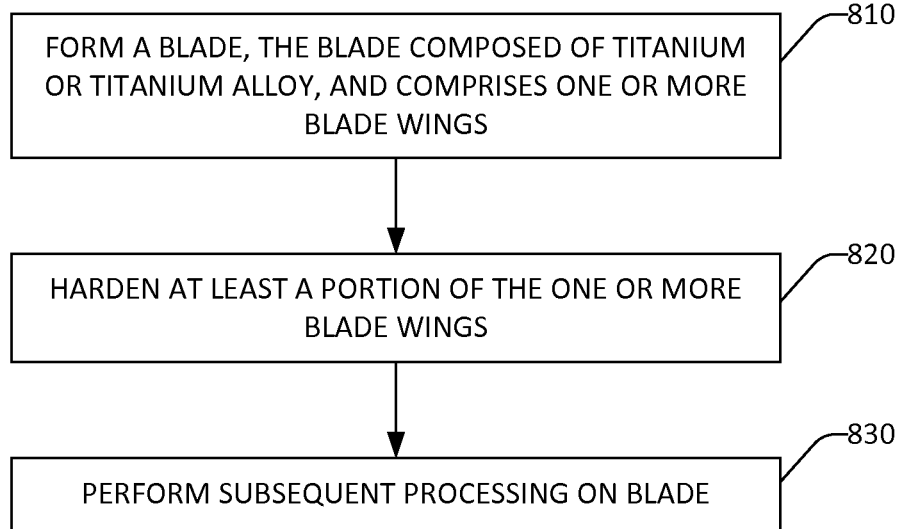 810
FORM A BLADE, THE BLADE COMPOSED OF TITANIUM
OR TITANIUM ALLOY, AND COMPRISES ONE OR MORE
BLADE WINGS
820
HARDEN AT LEAST A PORTION OF THE ONE OR MORE
BLADE WINGS
830
PERFORM SUBSEQUENT PROCESSING ON BLADE